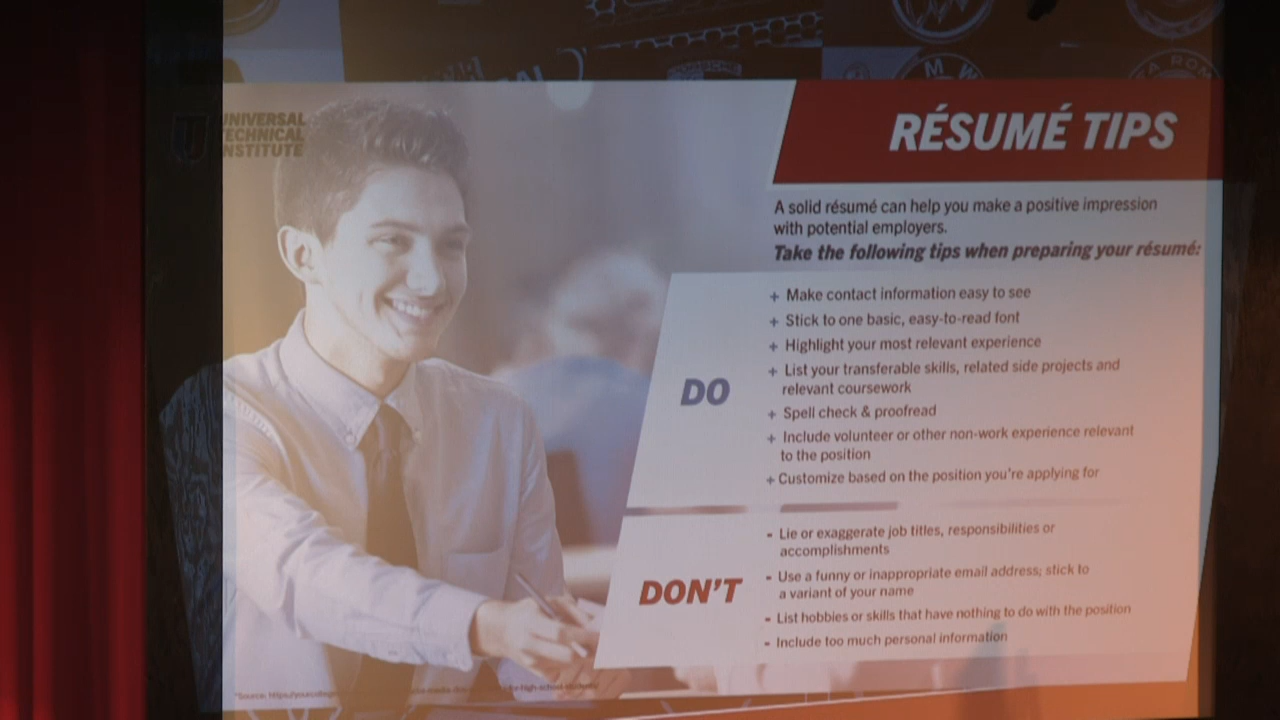 UNIVERSAL
TECHNICAL
INSTITUTE
RÉSUMÉ TIPS
A solid résumé can help you make a positive impression
with potential employers.
Take the following tips when preparing your résumé:
DO
+ Make contact information easy to see
+ Stick to one basic, easy-to-read font
+ Highlight your most relevant experience
+ List your transferable skills, related side projects and
relevant coursework
+ Spell check & proofread
+ Include volunteer or other non-work experience relevant
to the position
+ Customize based on the position you're applying for
DON'T
- Lie or exaggerate job titles, responsibilities or
accomplishments
- Use a funny or inappropriate email address; stick to
a variant of your name
- List hobbies or skills that have nothing to do with the position
- Include too much personal information